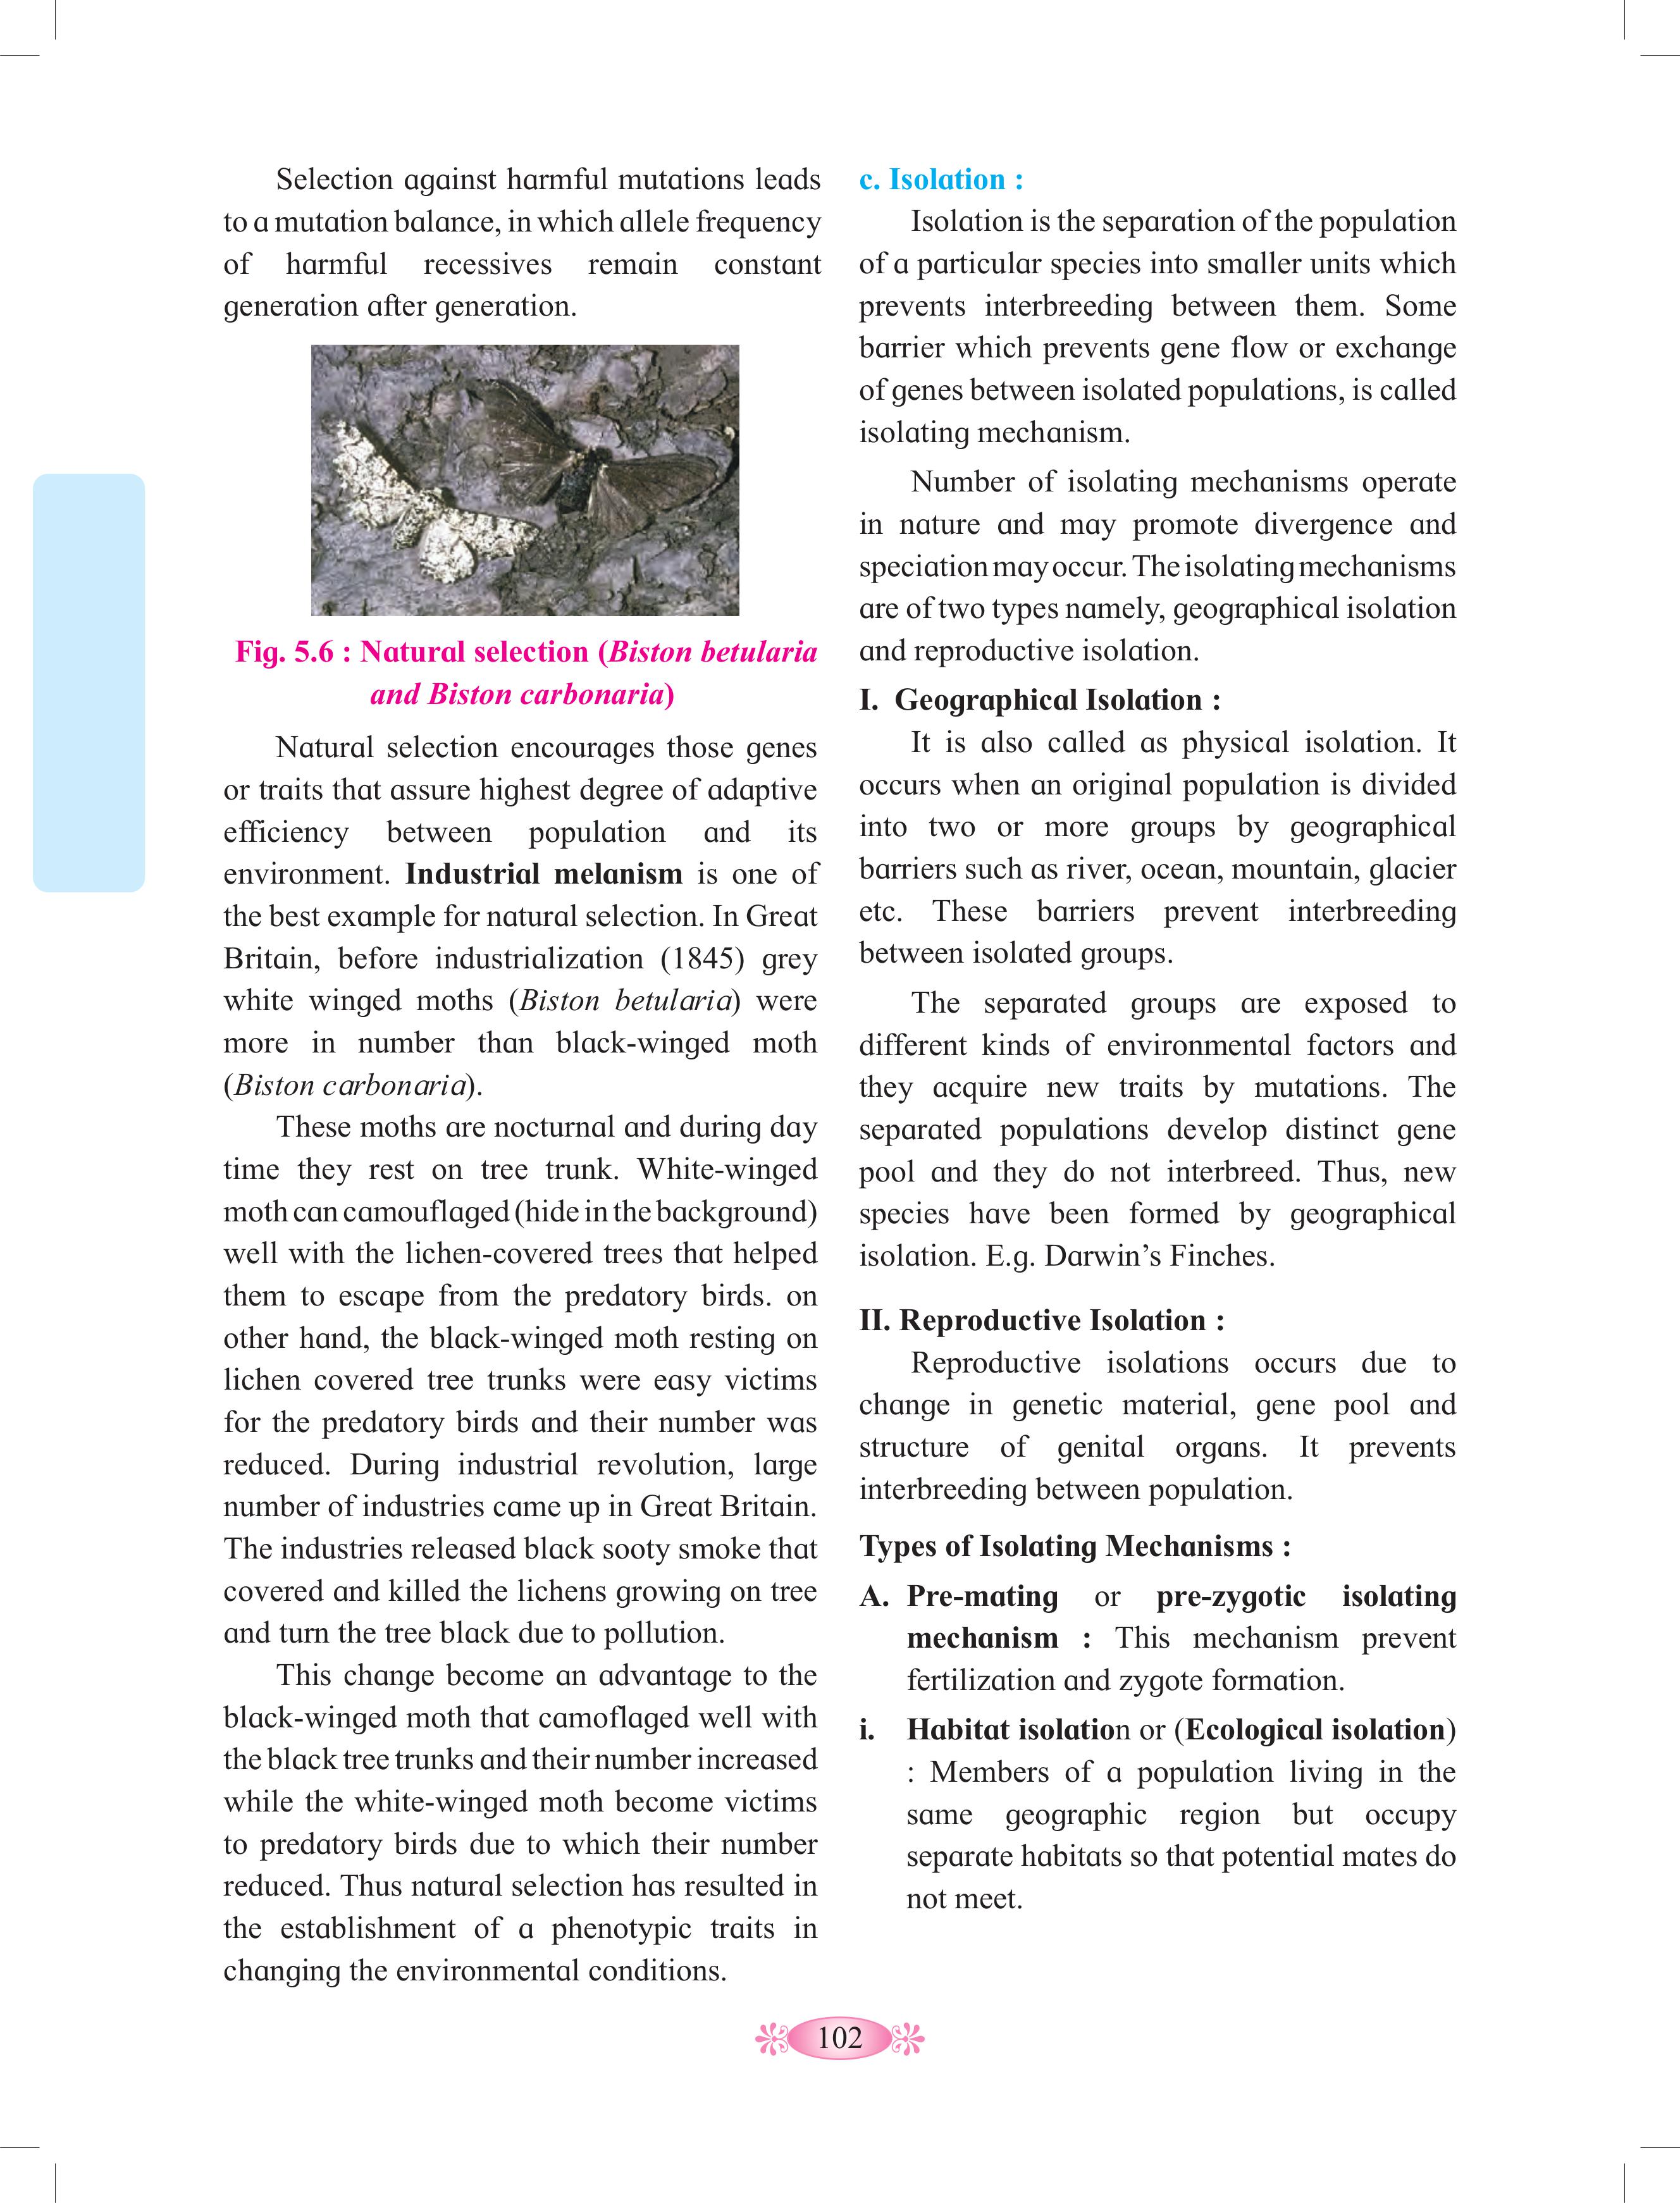 Selection against harmful mutations leads
to a mutation balance, in which allele frequency
of harmful recessives remain constant
generation after generation.
Fig. 5.6 : Natural selection (Biston betularia
and Biston carbonaria)
Natural selection encourages those genes
or traits that assure highest degree of adaptive
efficiency between population and its
environment. Industrial melanism is one of
the best example for natural selection. In Great
Britain, before industrialization (1845) grey
white winged moths (Biston betularia) were
more in number than black-winged moth
(Biston carbonaria).
These moths are nocturnal and during day
time they rest on tree trunk. White-winged
moth can camouflaged (hide in the background)
well with the lichen-covered trees that helped
them to escape from the predatory birds. on
other hand, the black-winged moth resting on
lichen covered tree trunks were easy victims
for the predatory birds and their number was
reduced. During industrial revolution, large
number of industries came up in Great Britain.
The industries released black sooty smoke that
covered and killed the lichens growing on tree
and turn the tree black due to pollution.
This change become an advantage to the
black-winged moth that camoflaged well with
the black tree trunks and their number increased
while the white-winged moth become victims
to predatory birds due to which their number
reduced. Thus natural selection has resulted in
the establishment of a phenotypic traits in
changing the environmental conditions.
c. Isolation :
Isolation is the separation of the population
of a particular species into smaller units which
prevents interbreeding between them. Some
barrier which prevents gene flow or exchange
of genes between isolated populations, is called
isolating mechanism.
Number of isolating mechanisms operate
in nature and may promote divergence and
speciation may occur. The isolating mechanisms
are of two types namely, geographical isolation
and reproductive isolation.
I. Geographical Isolation :
It is also called as physical isolation. It
occurs when an original population is divided
into two or more groups by geographical
barriers such as river, ocean, mountain, glacier
etc. These barriers prevent interbreeding
between isolated groups.
The separated groups are exposed to
different kinds of environmental factors and
they acquire new traits by mutations. The
separated populations develop distinct gene
pool and they do not interbreed. Thus, new
species have been formed by geographical
isolation. E.g. Darwin’s Finches.
II. Reproductive Isolation :
Reproductive isolations occurs due to
change in genetic material, gene pool and
structure of genital organs. It prevents
interbreeding between population.
Types of Isolating Mechanisms :
A. Pre-mating or pre-zygotic isolating
mechanism : This mechanism prevent
fertilization and zygote formation.
i. Habitat isolation or (Ecological isolation)
: Members of a population living in the
same geographic region but occupy
separate habitats so that potential mates do
not meet.
102